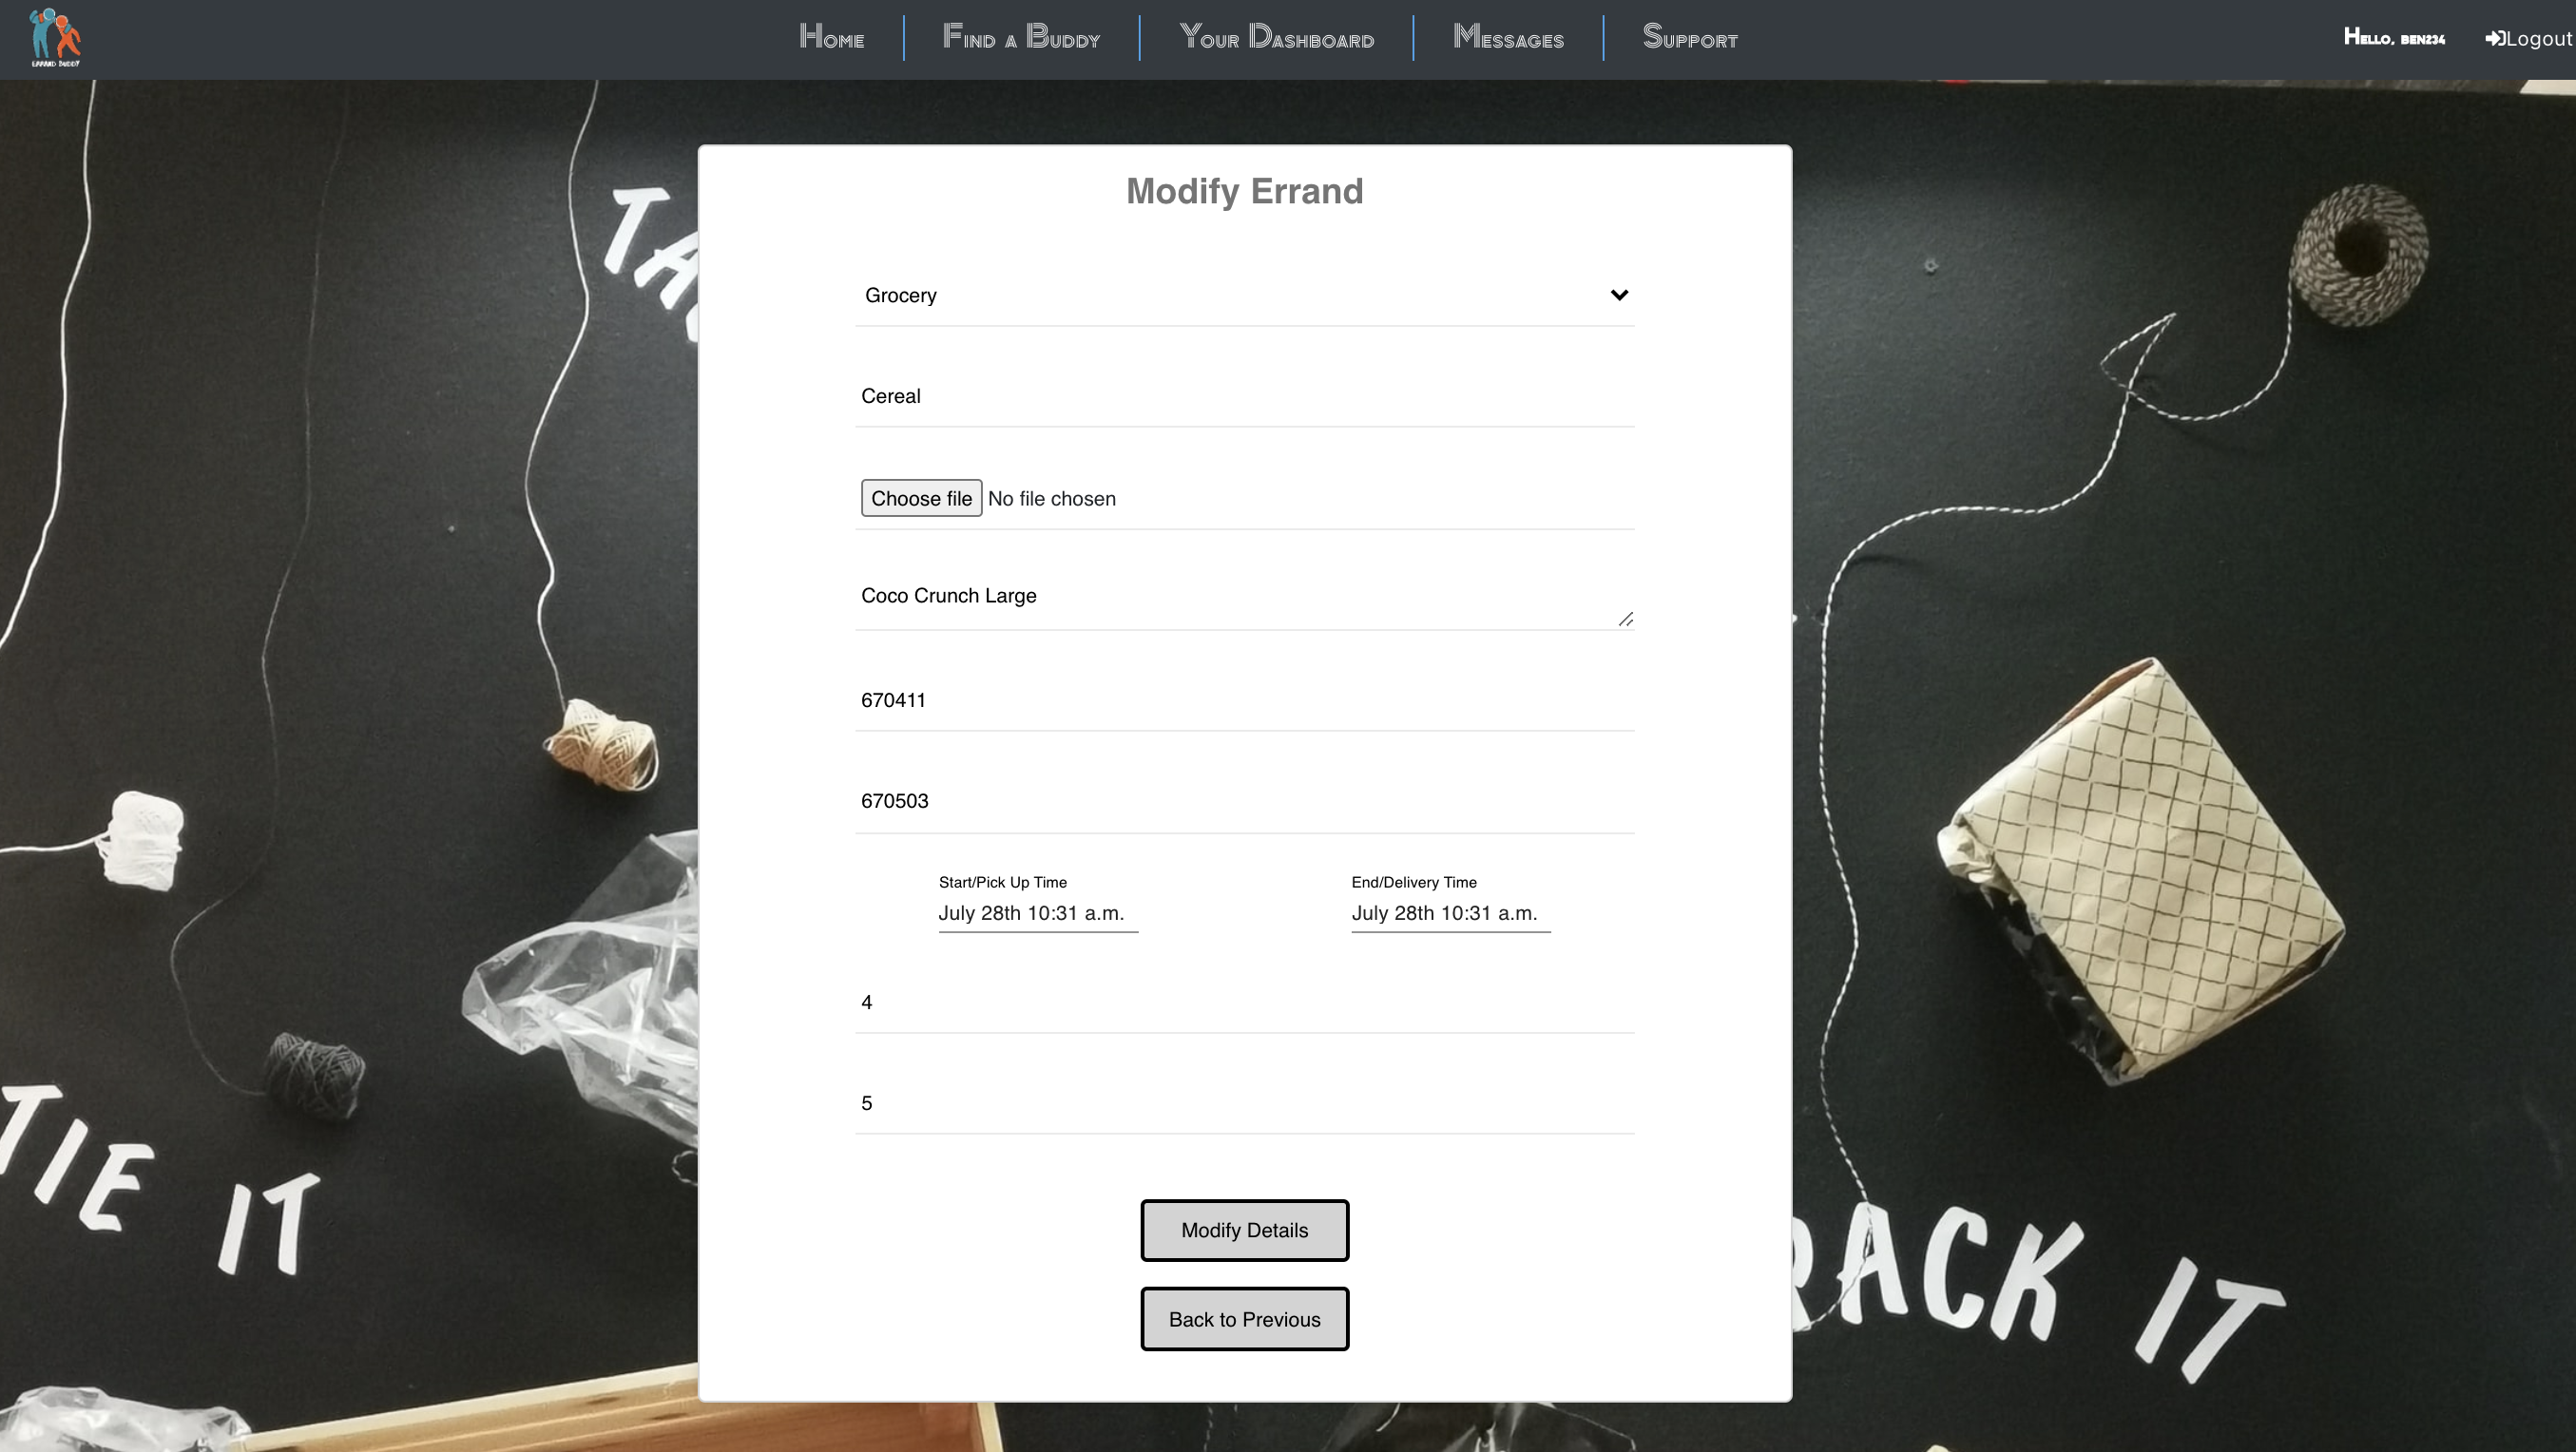 ERRAND BUDDY
Home
Find a Buddy
Your Dashboard
Messages
Support
Hello, ben234
Logout
Modify Errand
Grocery
Cereal
Choose file No file chosen
Coco Crunch Large
670411
670503
Start/Pick Up Time
July 28th 10:31 a.m.
End/Delivery Time
July 28th 10:31 a.m.
4
5
Modify Details
Back to Previous
TIE IT
ACK IT